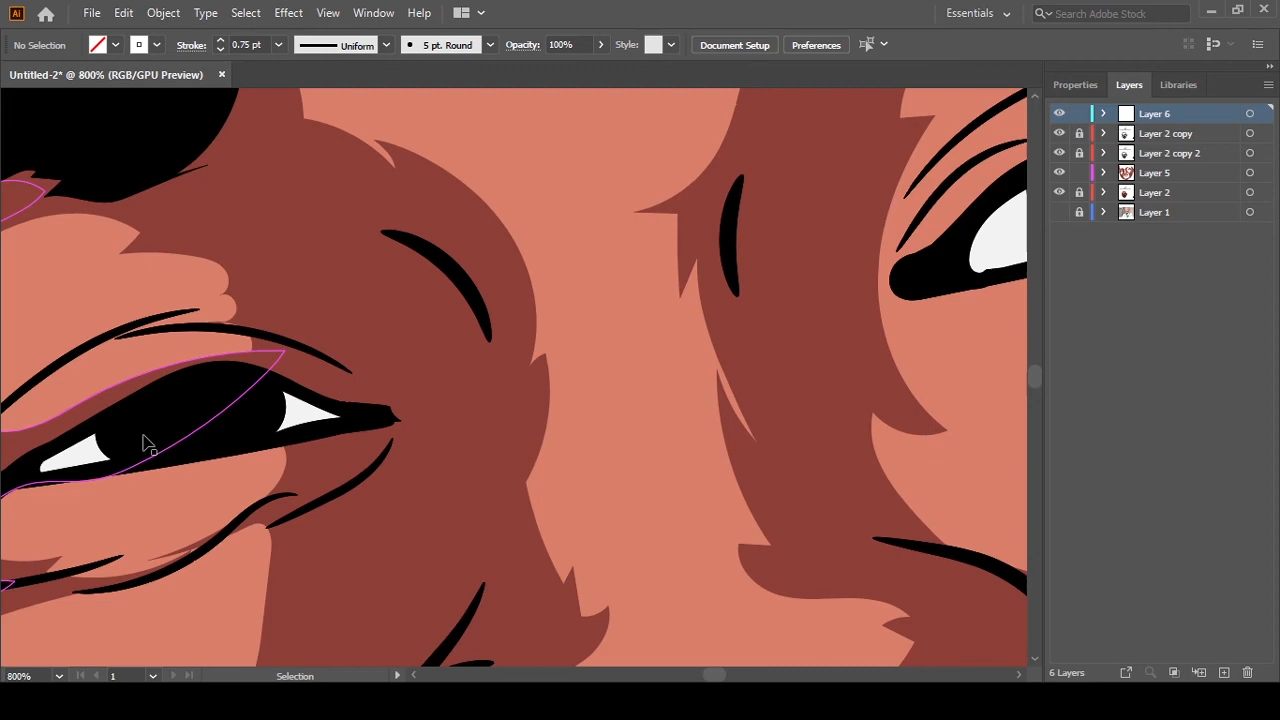 Ai File Edit Object Type Select Effect View Window Help Essentials Search Adobe Stock
No Selection Stroke: 0.75 pt Uniform 5 pt. Round Opacity: 100% Style: Document Setup Preferences
Untitled-2* @ 800% (RGB/GPU Preview)
Properties Layers Libraries
Layer 6
Layer 2 copy
Layer 2 copy 2
Layer 5
Layer 2
Layer 1
800% 1 Selection 6 Layers